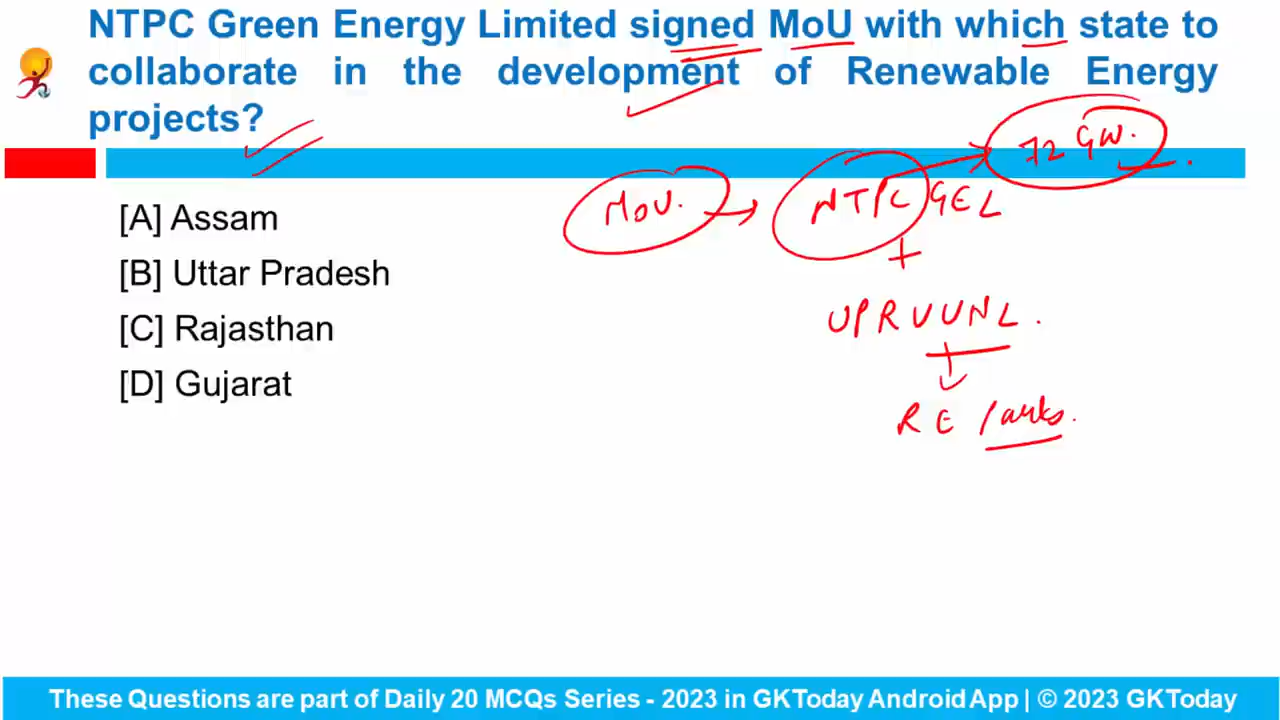 NTPC Green Energy Limited signed MoU with which state to
collaborate in the development of Renewable Energy
projects?
72 GW.
MOU.
NTPC GEL
+
UPRVUNL.
RE Parks.
[A] Assam
[B] Uttar Pradesh
[C] Rajasthan
[D] Gujarat
These Questions are part of Daily 20 MCQs Series - 2023 in GKToday Android App | © 2023 GKToday